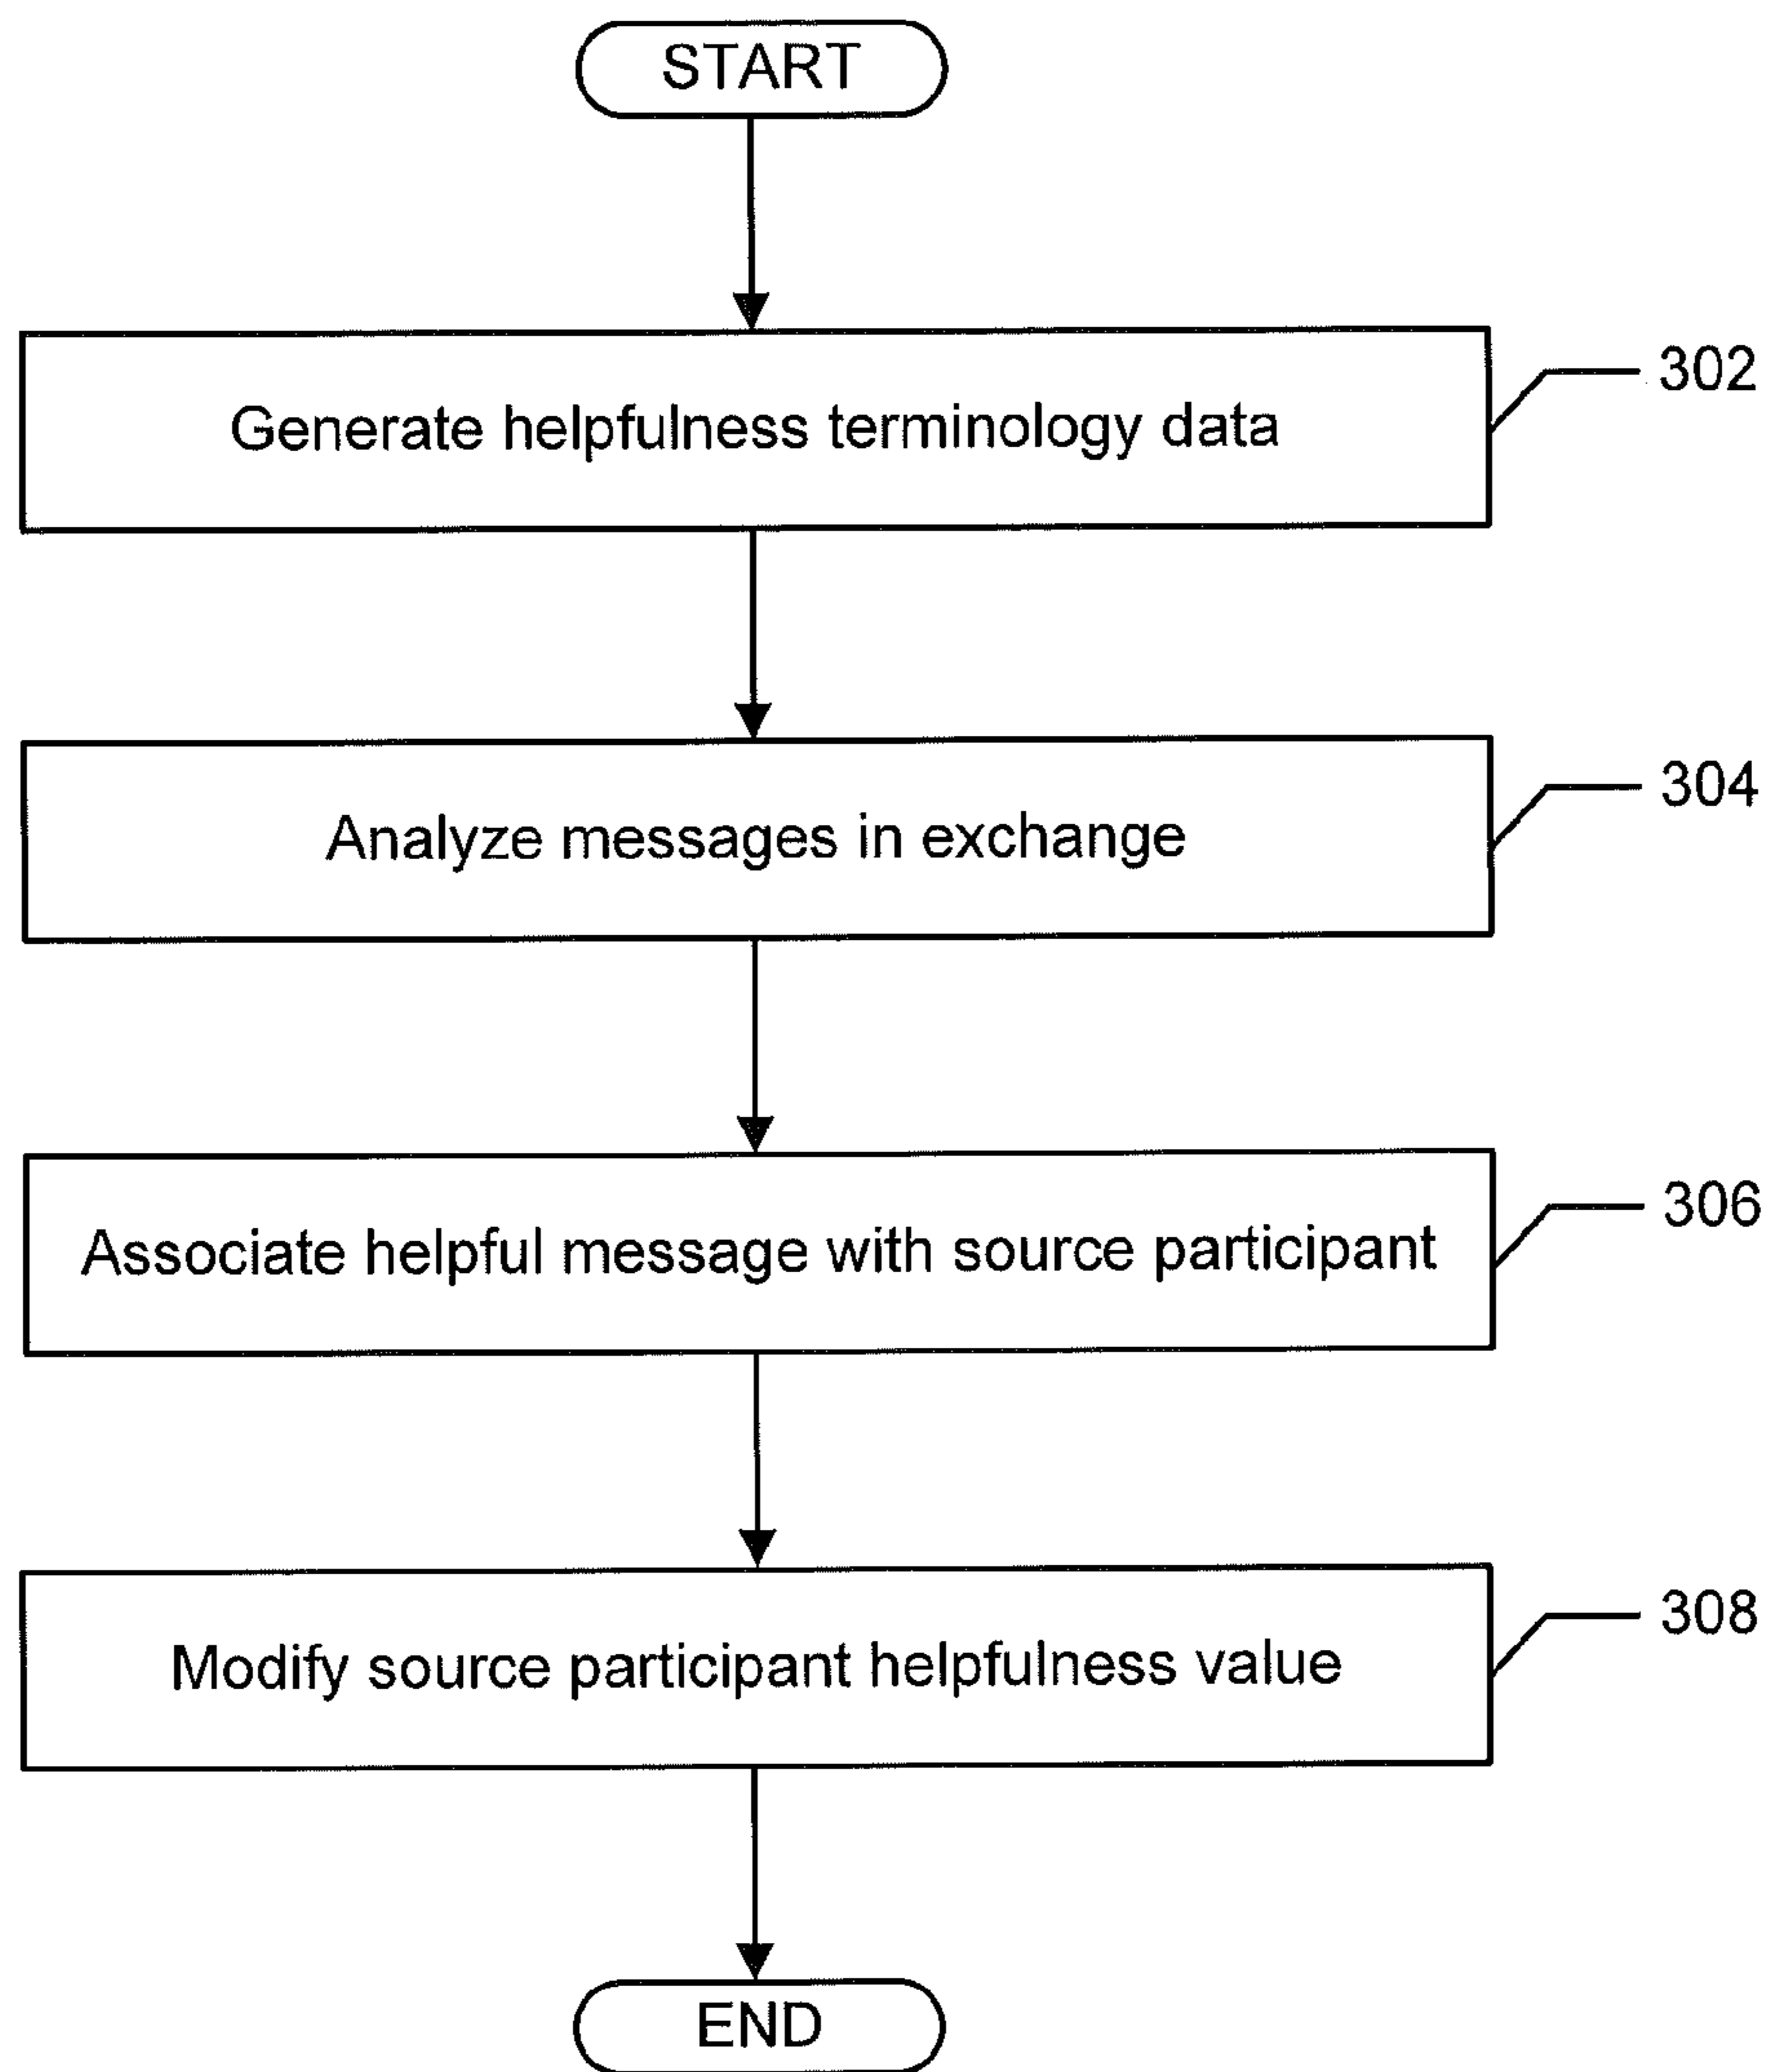 START
Generate helpfulness terminology data
302
Analyze messages in exchange
304
Associate helpful message with source participant
306
Modify source participant helpfulness value
308
END